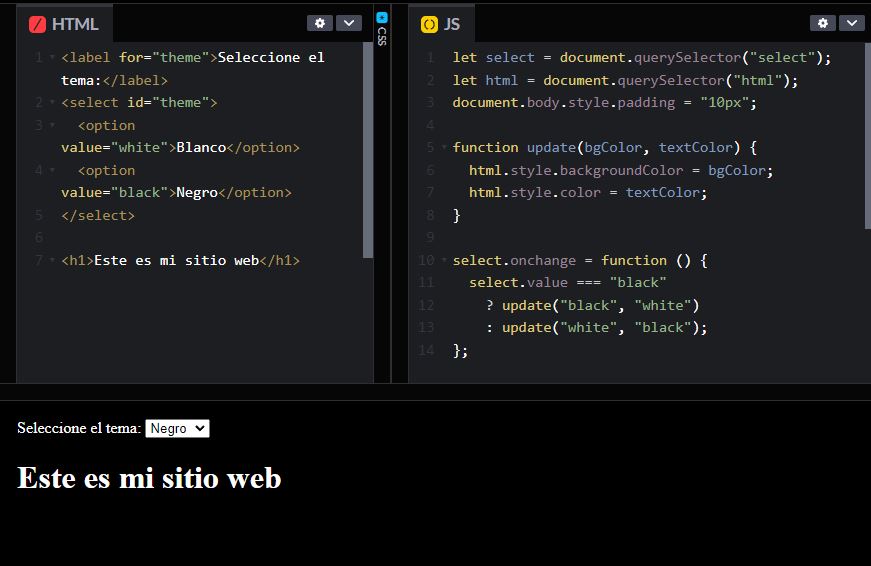 HTML
1 <label for="theme">Seleccione el
tema:</label>
2 <select id="theme">
3 <option
value="white">Blanco</option>
4 <option
value="black">Negro</option>
5 </select>
6
7 <h1>Este es mi sitio web</h1>
CSS
JS
1 let select = document.querySelector("select");
2 let html = document.querySelector("html");
3 document.body.style.padding = "10px";
4
5 function update(bgColor, textColor) {
6 html.style.backgroundColor = bgColor;
7 html.style.color = textColor;
8 }
9
10 select.onchange = function () {
11 select.value === "black"
12 ? update("black", "white")
13 : update("white", "black");
14 };
Seleccione el tema: Negro
Este es mi sitio web